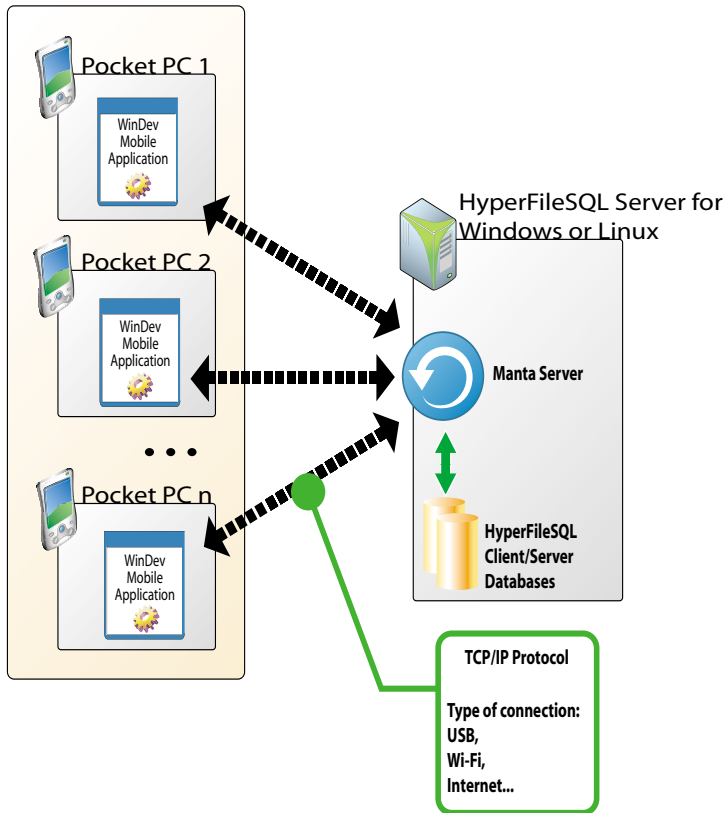 Pocket PC 1
WinDev
Mobile
Application
Pocket PC 2
WinDev
Mobile
Application
...
Pocket PC n
WinDev
Mobile
Application
HyperFileSQL Server for
Windows or Linux
Manta Server
HyperFileSQL
Client/Server
Databases
TCP/IP Protocol
Type of connection:
USB,
Wi-Fi,
Internet...